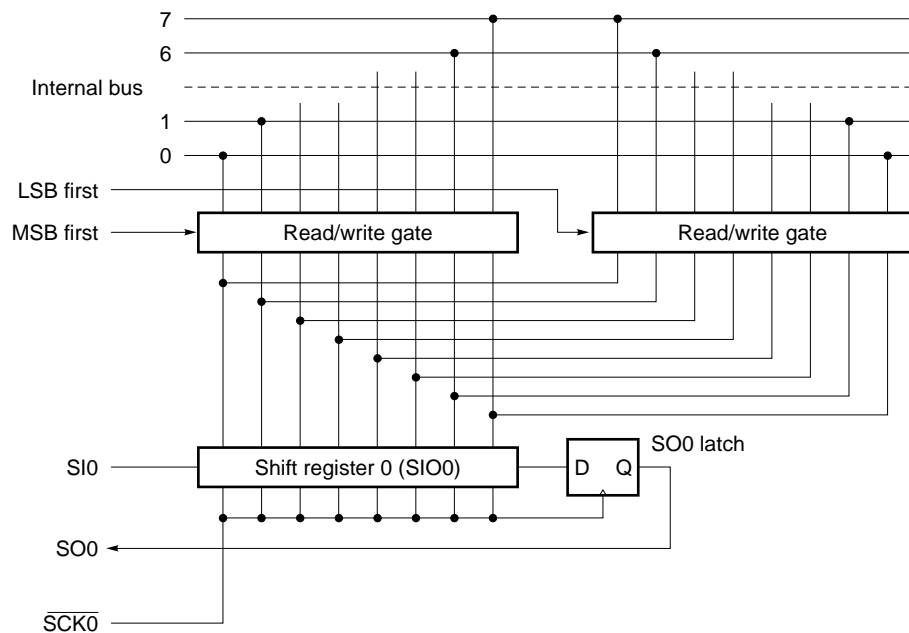 7
6
Internal bus
1
0
LSB first
MSB first
Read/write gate
Read/write gate
SO0 latch
SI0
Shift register 0 (SIO0)
D Q
SO0
S̅C̅K̅0̅